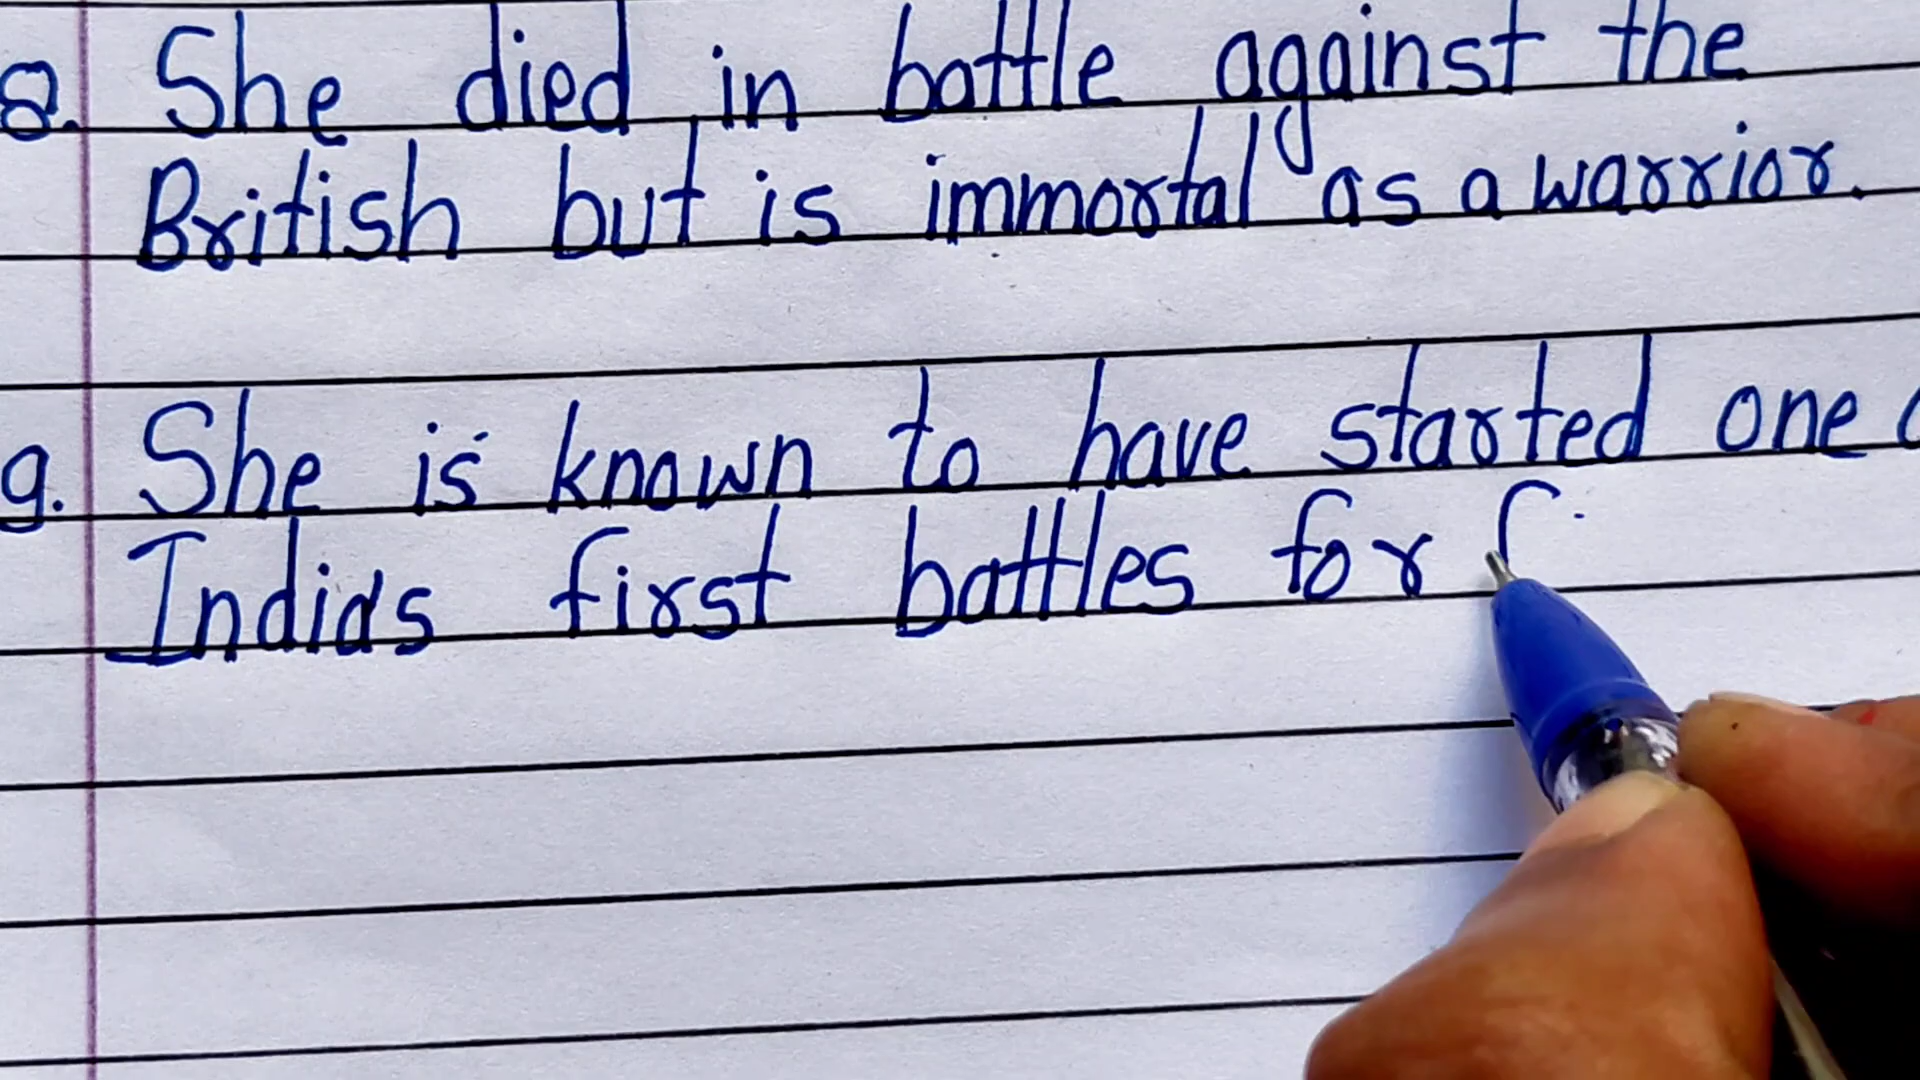 8. She died in battle against the
British but is immortal as a warrior.
9. She is known to have started one
Indias first battles for